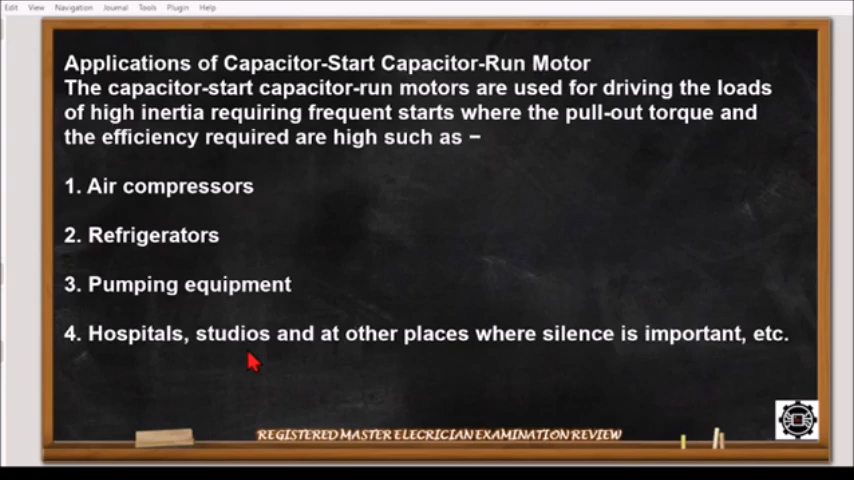 Edit View Navigation Journal Tools Plugin Help
Applications of Capacitor-Start Capacitor-Run Motor
The capacitor-start capacitor-run motors are used for driving the loads
of high inertia requiring frequent starts where the pull-out torque and
the efficiency required are high such as −
1. Air compressors
2. Refrigerators
3. Pumping equipment
4. Hospitals, studios and at other places where silence is important, etc.
REGISTERED MASTER ELECRICIAN EXAMINATION REVIEW